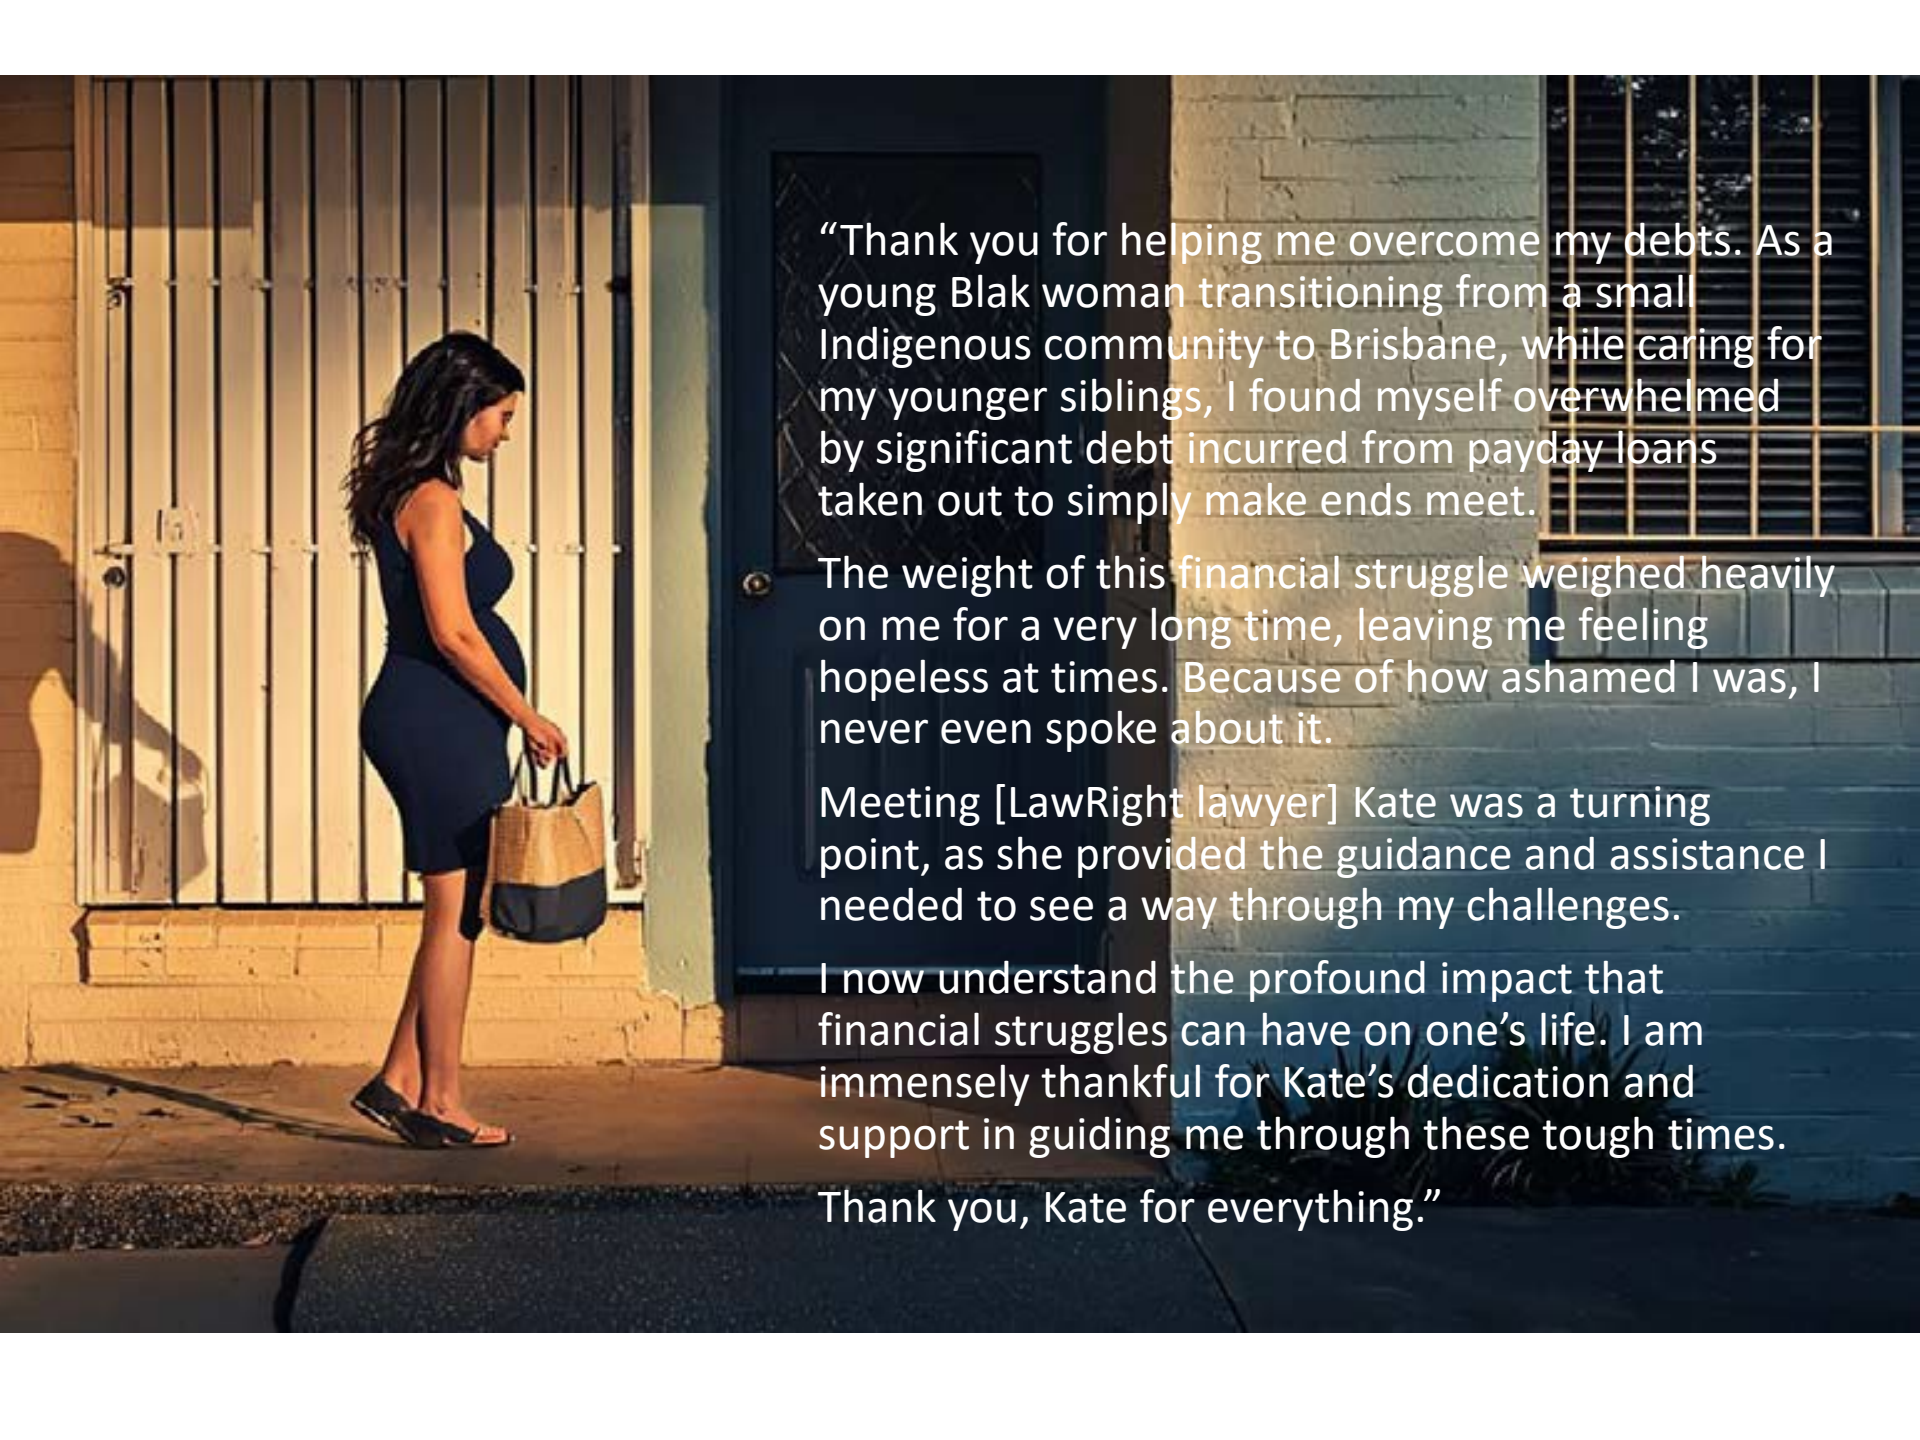 “Thank you for helping me overcome my debts. As a
young Blak woman transitioning from a small
Indigenous community to Brisbane, while caring for
my younger siblings, I found myself overwhelmed
by significant debt incurred from payday loans
taken out to simply make ends meet.
The weight of this financial struggle weighed heavily
on me for a very long time, leaving me feeling
hopeless at times. Because of how ashamed I was, I
never even spoke about it.
Meeting [LawRight lawyer] Kate was a turning
point, as she provided the guidance and assistance I
needed to see a way through my challenges.
I now understand the profound impact that
financial struggles can have on one’s life. I am
immensely thankful for Kate’s dedication and
support in guiding me through these tough times.
Thank you, Kate for everything.”